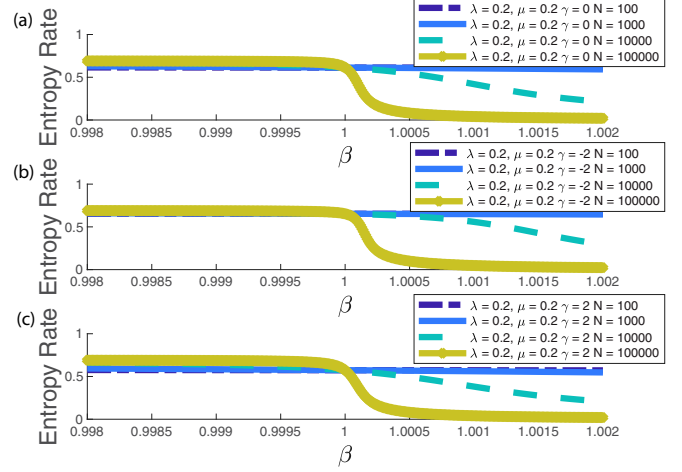 (a)
λ = 0.2, μ = 0.2 γ = 0 N = 100
λ = 0.2, μ = 0.2 γ = 0 N = 1000
λ = 0.2, μ = 0.2 γ = 0 N = 10000
λ = 0.2, μ = 0.2 γ = 0 N = 100000
Entropy Rate
1
0.5
0
0.998 0.9985 0.999 0.9995 1 1.0005 1.001 1.0015 1.002
β
(b)
λ = 0.2, μ = 0.2 γ = -2 N = 100
λ = 0.2, μ = 0.2 γ = -2 N = 1000
λ = 0.2, μ = 0.2 γ = -2 N = 10000
λ = 0.2, μ = 0.2 γ = -2 N = 100000
Entropy Rate
1
0.5
0
0.998 0.9985 0.999 0.9995 1 1.0005 1.001 1.0015 1.002
β
(c)
λ = 0.2, μ = 0.2 γ = 2 N = 100
λ = 0.2, μ = 0.2 γ = 2 N = 1000
λ = 0.2, μ = 0.2 γ = 2 N = 10000
λ = 0.2, μ = 0.2 γ = 2 N = 100000
Entropy Rate
1
0.5
0
0.998 0.9985 0.999 0.9995 1 1.0005 1.001 1.0015 1.002
β